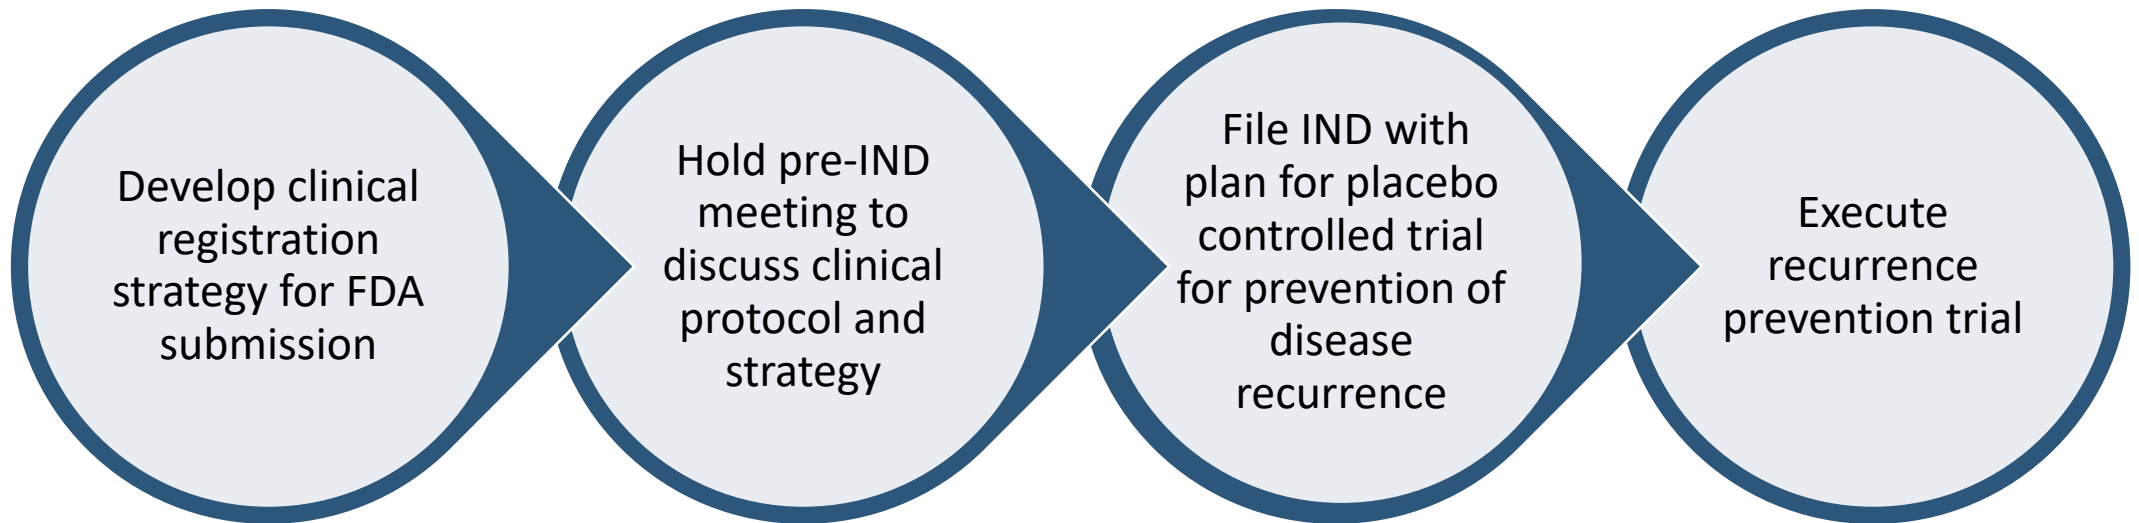 Develop clinical
registration
strategy for FDA
submission
Hold pre-IND
meeting to
discuss clinical
protocol and
strategy
File IND with
plan for placebo
controlled trial
for prevention of
disease
recurrence
Execute
recurrence
prevention trial